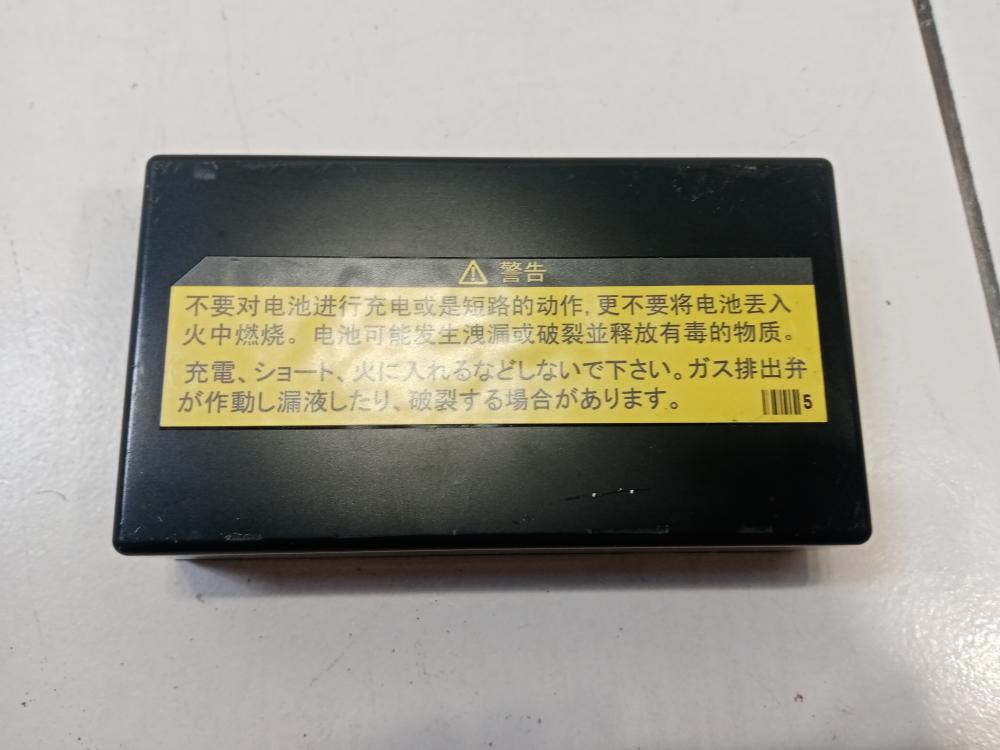 警告
不要对电池进行充电或是短路的动作, 更不要将电池丢入
火中燃烧。电池可能发生洩漏或破裂並释放有毒的物质。
充電、ショート、火に入れるなどしないで下さい。ガス排出弁
が作動し漏液したり、破裂する場合があります。
5